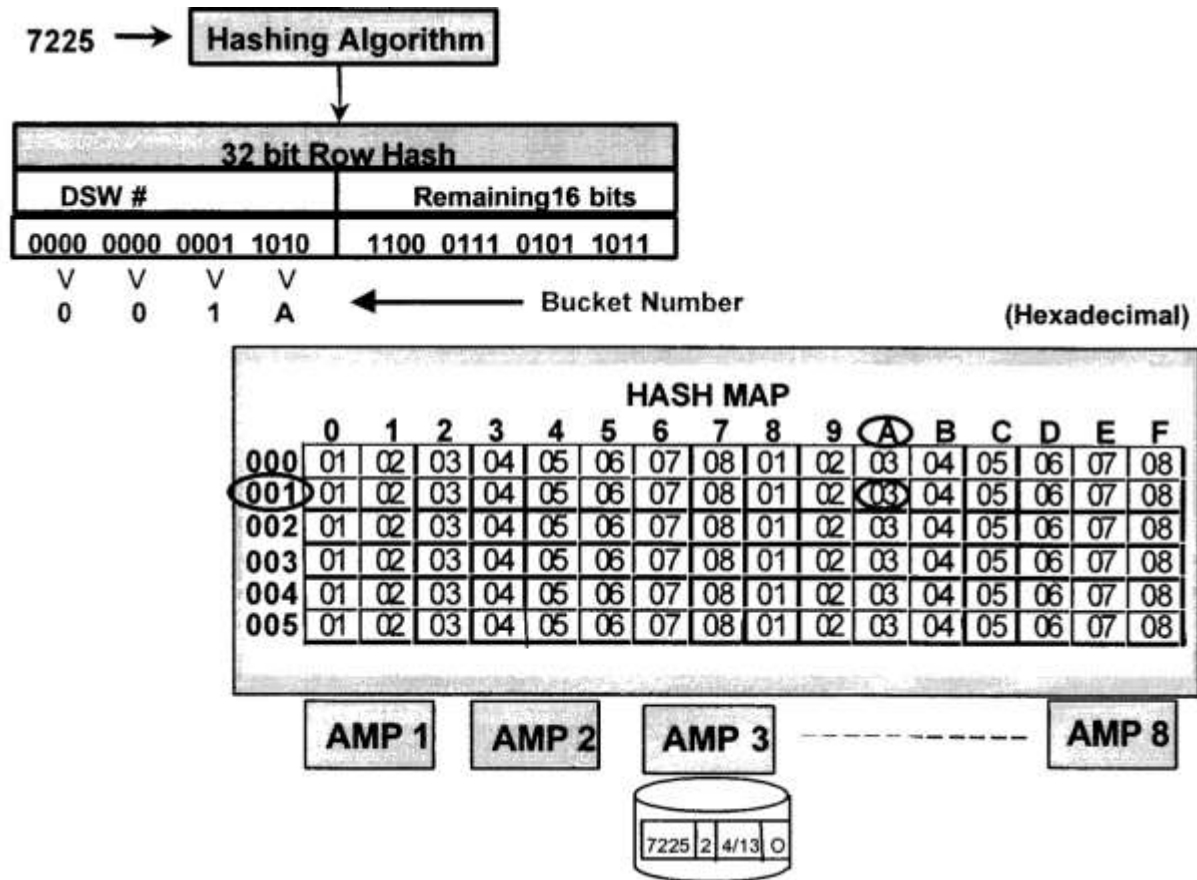 7225 Hashing Algorithm
32 bit Row Hash
DSW # Remaining16 bits
0000 0000 0001 1010 1100 0111 0101 1011
V V V V
0 0 1 A Bucket Number (Hexadecimal)
HASH MAP
0 1 2 3 4 5 6 7 8 9 A B C D E F
000 01 02 03 04 05 06 07 08 01 02 03 04 05 06 07 08
001 01 02 03 04 05 06 07 08 01 02 03 04 05 06 07 08
002 01 02 03 04 05 06 07 08 01 02 03 04 05 06 07 08
003 01 02 03 04 05 06 07 08 01 02 03 04 05 06 07 08
004 01 02 03 04 05 06 07 08 01 02 03 04 05 06 07 08
005 01 02 03 04 05 06 07 08 01 02 03 04 05 06 07 08
AMP 1 AMP 2 AMP 3 AMP 8
7225 2 4/13 O